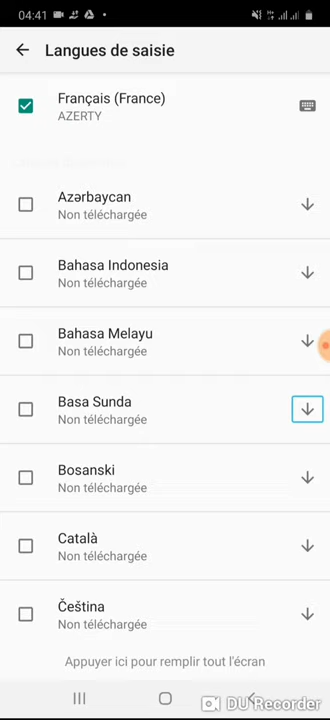 04:41
Langues de saisie
Français (France)
AZERTY
Azərbaycan
Non téléchargée
Bahasa Indonesia
Non téléchargée
Bahasa Melayu
Non téléchargée
Basa Sunda
Non téléchargée
Bosanski
Non téléchargée
Català
Non téléchargée
Čeština
Non téléchargée
Appuyer ici pour remplir tout l'écran
DU Recorder